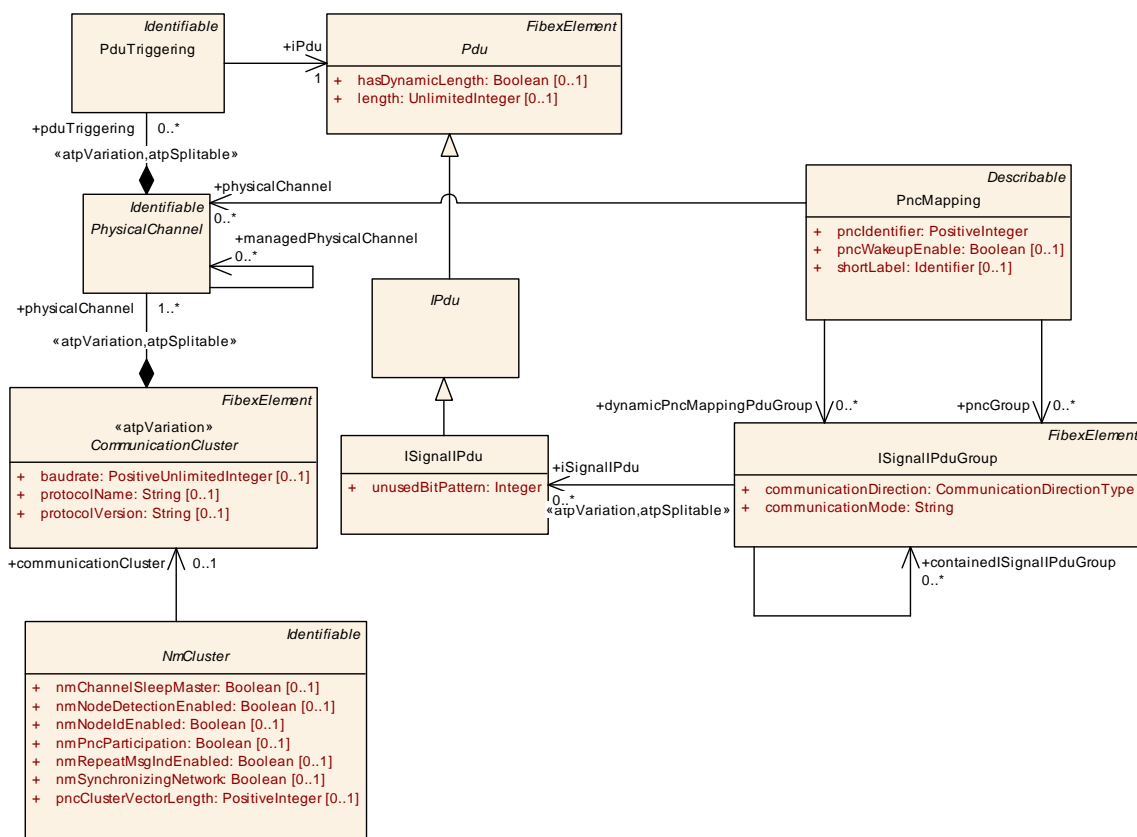 Identifiable
PduTriggering
+iPdu
1
FibexElement
Pdu
+ hasDynamicLength: Boolean [0..1]
+ length: UnlimitedInteger [0..1]
+pduTriggering 0..*
«atpVariation,atpSplitable»
Identifiable
PhysicalChannel
+physicalChannel
0..*
+managedPhysicalChannel
0..*
Describable
PncMapping
+ pncIdentifier: PositiveInteger
+ pncWakeupEnable: Boolean [0..1]
+ shortLabel: Identifier [0..1]
+physicalChannel 1..*
«atpVariation,atpSplitable»
IPdu
FibexElement
«atpVariation»
CommunicationCluster
+ baudrate: PositiveUnlimitedInteger [0..1]
+ protocolName: String [0..1]
+ protocolVersion: String [0..1]
+dynamicPncMappingPduGroup 0..*
+pncGroup 0..*
ISignalIPdu
+ unusedBitPattern: Integer
+iSignalIPdu
0..*
«atpVariation,atpSplitable»
FibexElement
ISignalIPduGroup
+ communicationDirection: CommunicationDirectionType
+ communicationMode: String
+containedISignalIPduGroup
0..*
+communicationCluster 0..1
Identifiable
NmCluster
+ nmChannelSleepMaster: Boolean [0..1]
+ nmNodeDetectionEnabled: Boolean [0..1]
+ nmNodeIdEnabled: Boolean [0..1]
+ nmPncParticipation: Boolean [0..1]
+ nmRepeatMsgIndEnabled: Boolean [0..1]
+ nmSynchronizingNetwork: Boolean [0..1]
+ pncClusterVectorLength: PositiveInteger [0..1]